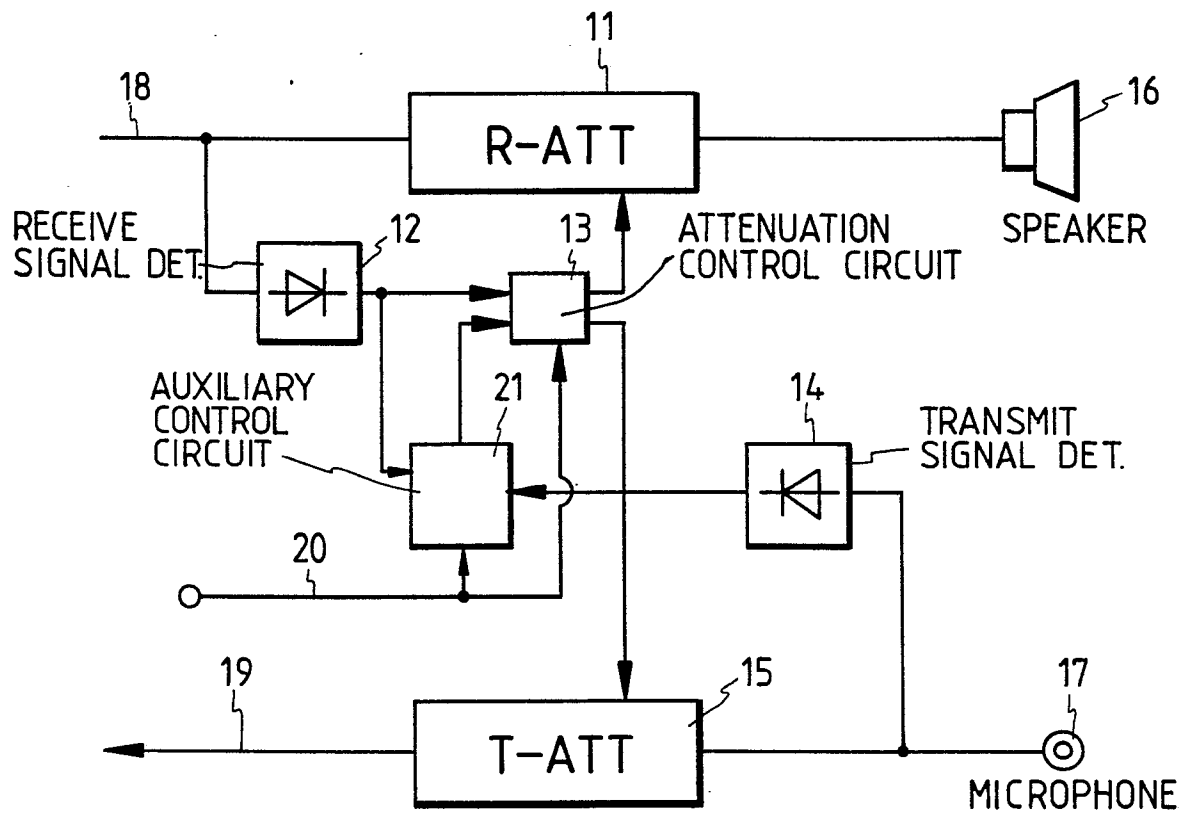 11
18
16
R-ATT
RECEIVE
SIGNAL DET.
12
13
ATTENUATION
CONTROL CIRCUIT
SPEAKER
AUXILIARY
CONTROL
CIRCUIT
21
14
TRANSMIT
SIGNAL DET.
20
19
15
17
T-ATT
MICROPHONE